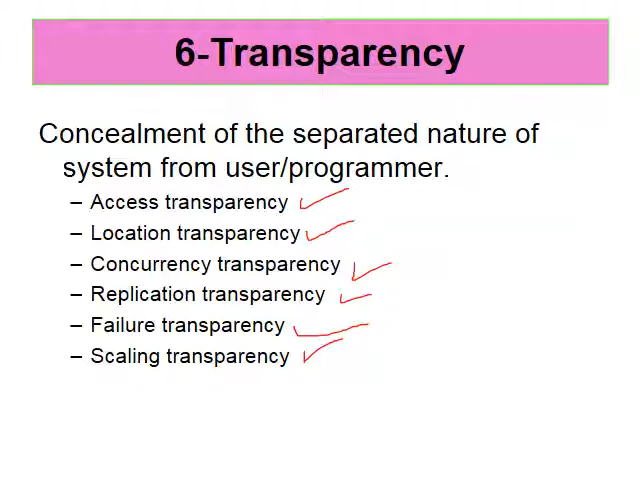 6-Transparency
Concealment of the separated nature of
system from user/programmer.
– Access transparency
– Location transparency
– Concurrency transparency
– Replication transparency
– Failure transparency
– Scaling transparency